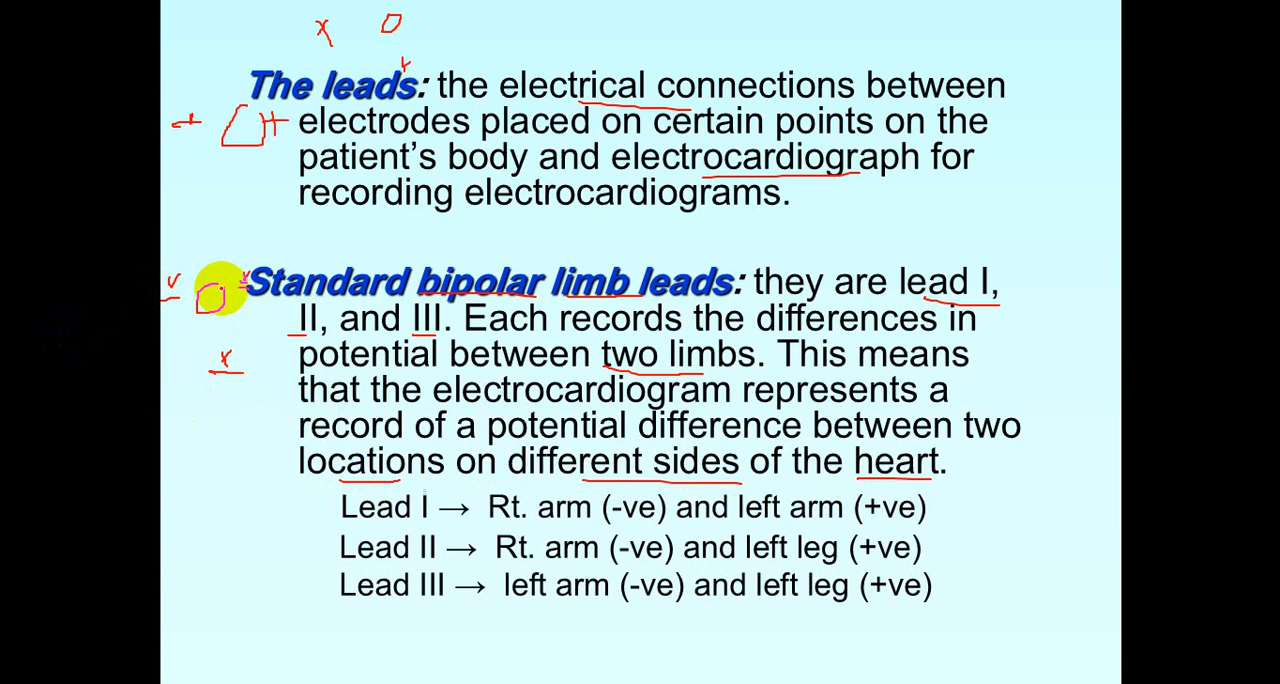 The leads: the electrical connections between
electrodes placed on certain points on the
patient’s body and electrocardiograph for
recording electrocardiograms.
Standard bipolar limb leads: they are lead I,
II, and III. Each records the differences in
potential between two limbs. This means
that the electrocardiogram represents a
record of a potential difference between two
locations on different sides of the heart.
Lead I → Rt. arm (-ve) and left arm (+ve)
Lead II → Rt. arm (-ve) and left leg (+ve)
Lead III → left arm (-ve) and left leg (+ve)